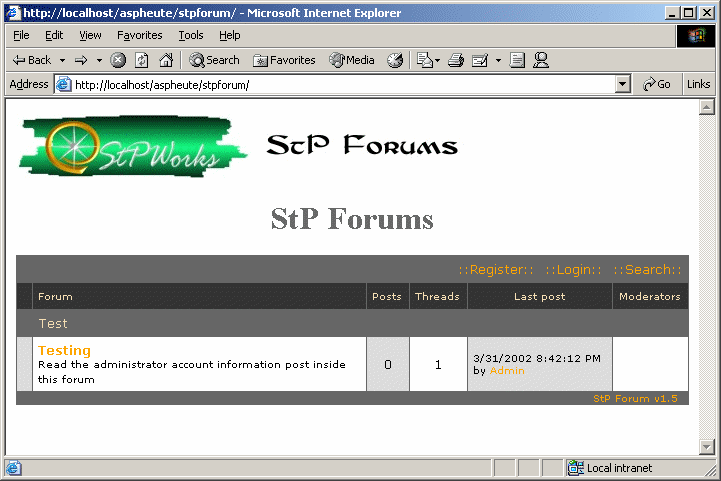 http://localhost/aspheute/stpforum/ - Microsoft Internet Explorer
File Edit View Favorites Tools Help
Back Search Favorites Media
Address http://localhost/aspheute/stpforum/ Go Links
StPWorks StP Forums
StP Forums
::Register:: ::Login:: ::Search::
Forum Posts Threads Last post Moderators
Test
Testing
Read the administrator account information post inside
this forum
0 1 3/31/2002 8:42:12 PM
by Admin
StP Forum v1.5
Local intranet